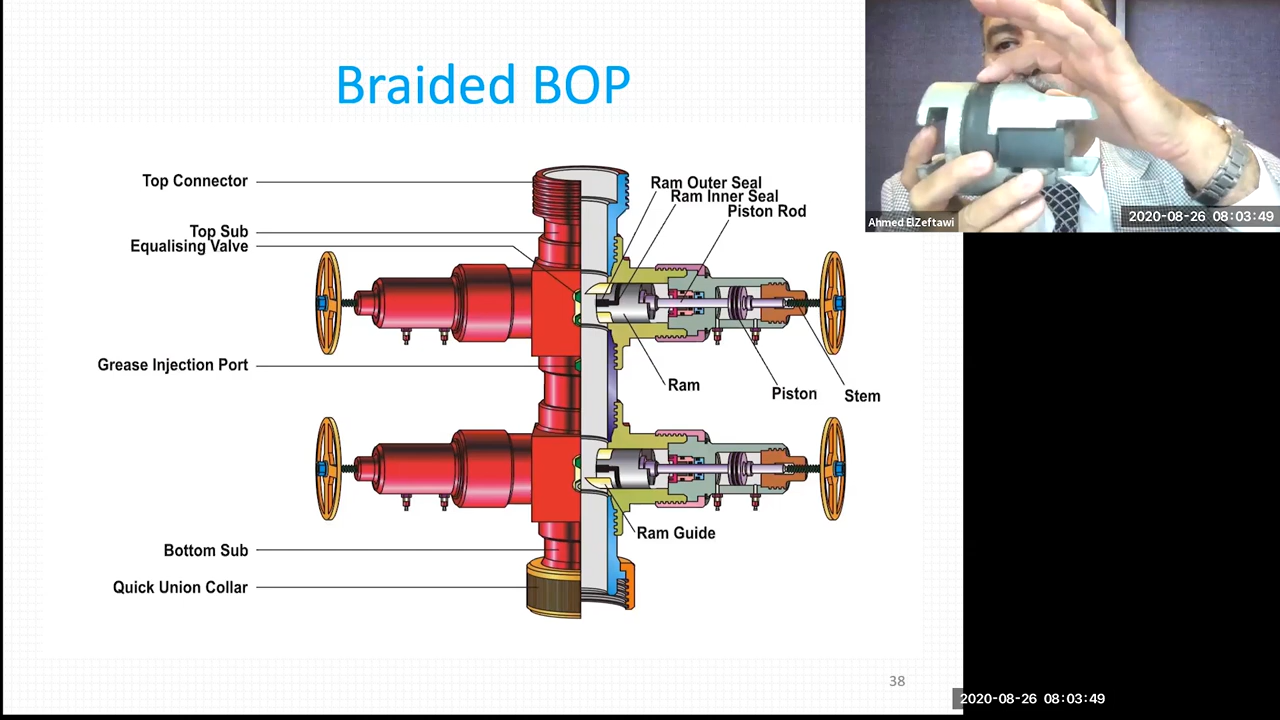 Braided BOP
Top Connector
Top Sub
Equalising Valve
Grease Injection Port
Bottom Sub
Quick Union Collar
Ram Outer Seal
Ram Inner Seal
Piston Rod
Ram
Piston
Stem
Ram Guide
38
Ahmed ElZeftawi
2020-08-26 08:03:49
2020-08-26 08:03:49